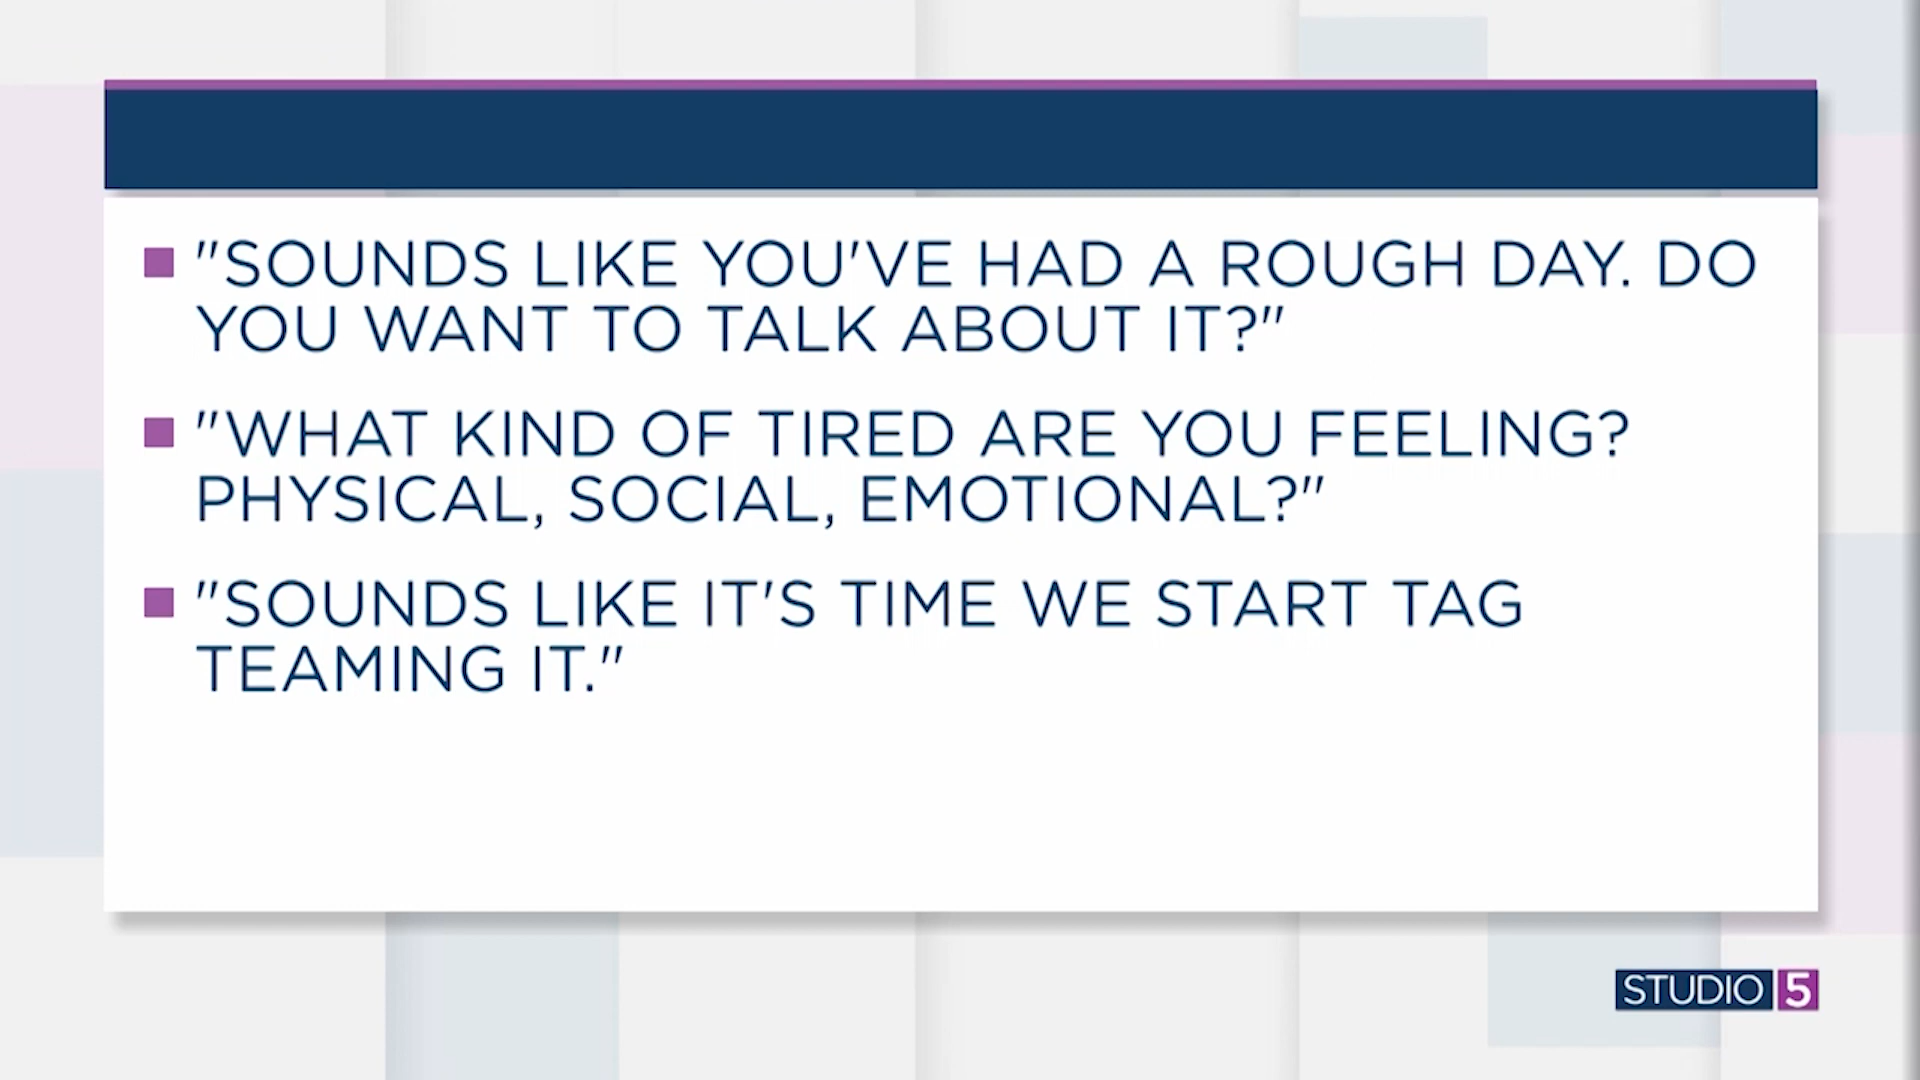 "SOUNDS LIKE YOU'VE HAD A ROUGH DAY. DO
YOU WANT TO TALK ABOUT IT?"
"WHAT KIND OF TIRED ARE YOU FEELING?
PHYSICAL, SOCIAL, EMOTIONAL?"
"SOUNDS LIKE IT'S TIME WE START TAG
TEAMING IT."
STUDIO 5